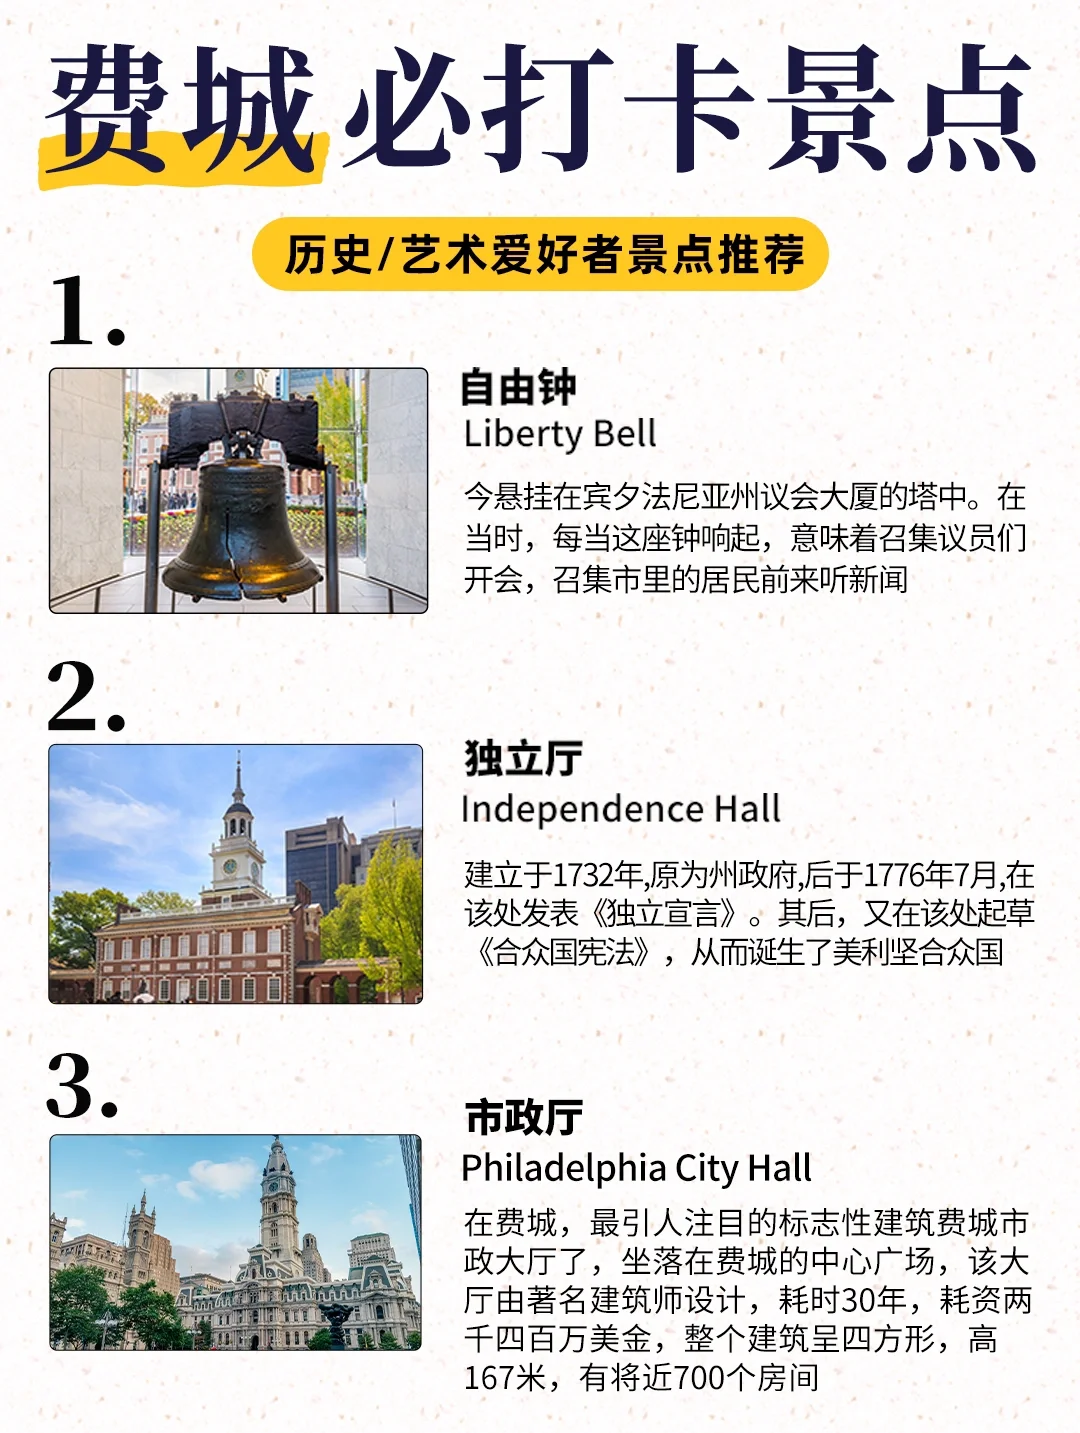 费城必打卡景点
历史/艺术爱好者景点推荐
1.
自由钟
Liberty Bell
今悬挂在宾夕法尼亚州议会大厦的塔中。在
当时，每当这座钟响起，意味着召集议员们
开会，召集市里的居民前来听新闻
2.
独立厅
Independence Hall
建立于1732年,原为州政府,后于1776年7月,在
该处发表《独立宣言》。其后，又在该处起草
《合众国宪法》，从而诞生了美利坚合众国
3.
市政厅
Philadelphia City Hall
在费城，最引人注目的标志性建筑费城市
政大厅了，坐落在费城的中心广场，该大
厅由著名建筑师设计，耗时30年，耗资两
千四百万美金，整个建筑呈四方形，高
167米，有将近700个房间